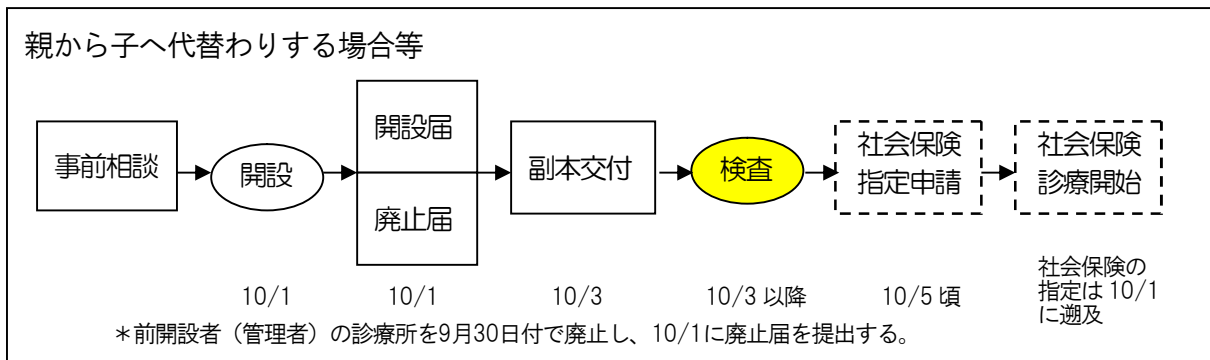 親から子へ代替わりする場合等
事前相談
開設
開設届
廃止届
副本交付
検査
社会保険
指定申請
社会保険
診療開始
10/1
10/1
10/3
10/3 以降
10/5 頃
社会保険の
指定は 10/1
に遡及
＊前開設者（管理者）の診療所を9月30日付で廃止し、10/1に廃止届を提出する。